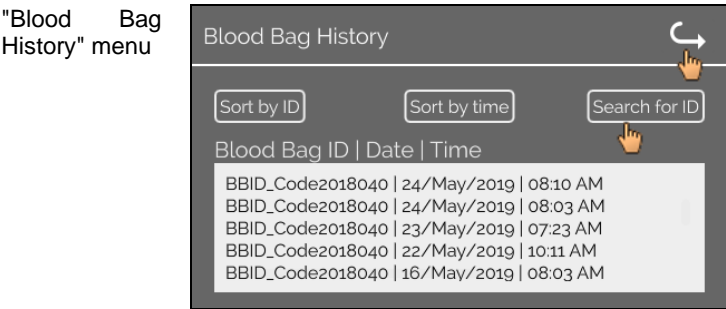 "Blood Bag
History" menu
Blood Bag History
Sort by ID
Sort by time
Search for ID
Blood Bag ID | Date | Time
BBID_Code2018040 | 24/May/2019 | 08:10 AM
BBID_Code2018040 | 24/May/2019 | 08:03 AM
BBID_Code2018040 | 23/May/2019 | 07:23 AM
BBID_Code2018040 | 22/May/2019 | 10:11 AM
BBID_Code2018040 | 16/May/2019 | 08:03 AM